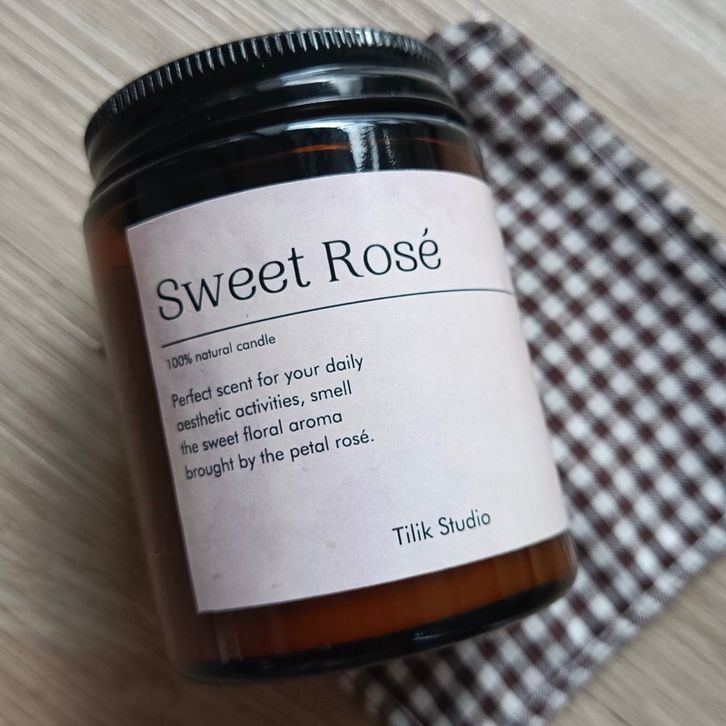 Sweet Rosé
100% natural candle
Perfect scent for your daily
aesthetic activities, smell
the sweet floral aroma
brought by the petal rosé.
Tilik Studio